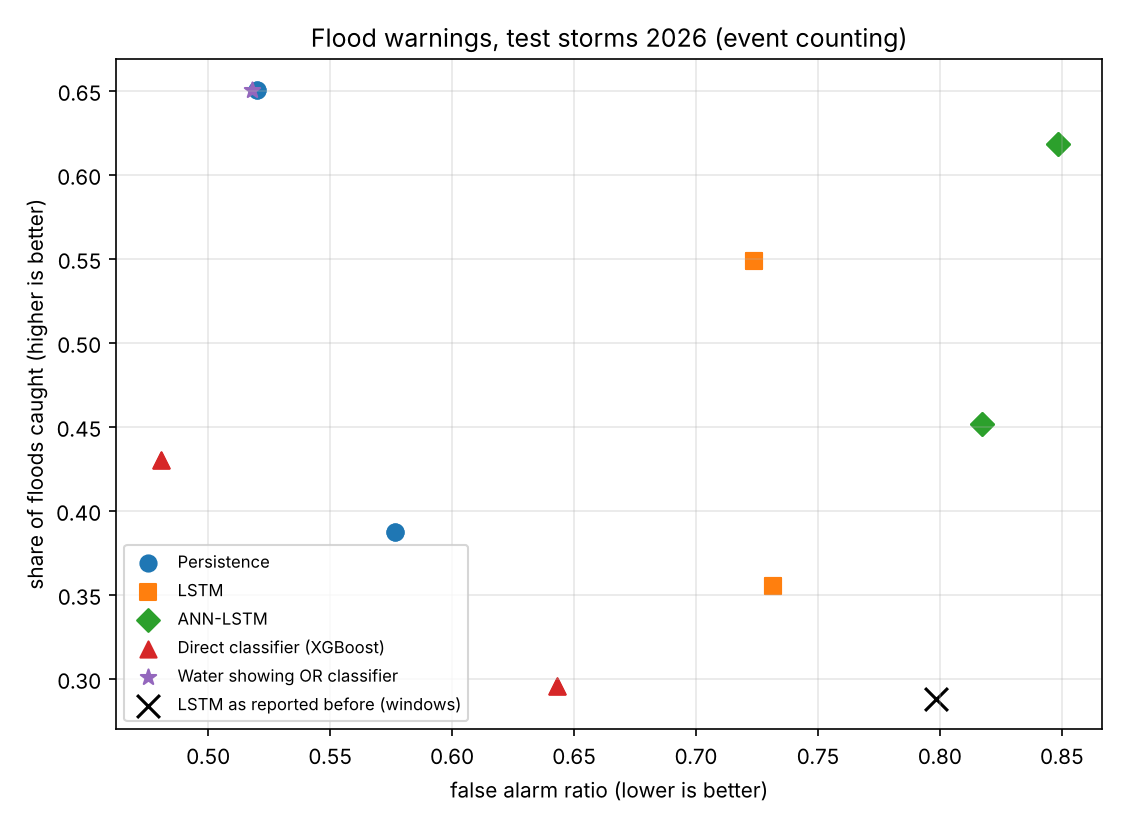 Flood warnings, test storms 2026 (event counting)
share of floods caught (higher is better)
0.65
0.60
0.55
0.50
0.45
0.40
0.35
0.30
Persistence
LSTM
ANN-LSTM
Direct classifier (XGBoost)
Water showing OR classifier
LSTM as reported before (windows)
0.50 0.55 0.60 0.65 0.70 0.75 0.80 0.85
false alarm ratio (lower is better)